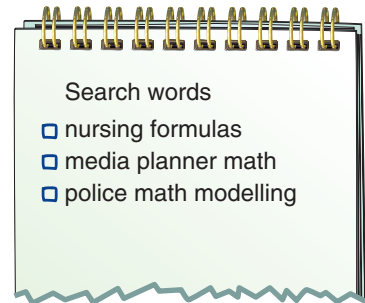 Search words
nursing formulas
media planner math
police math modelling